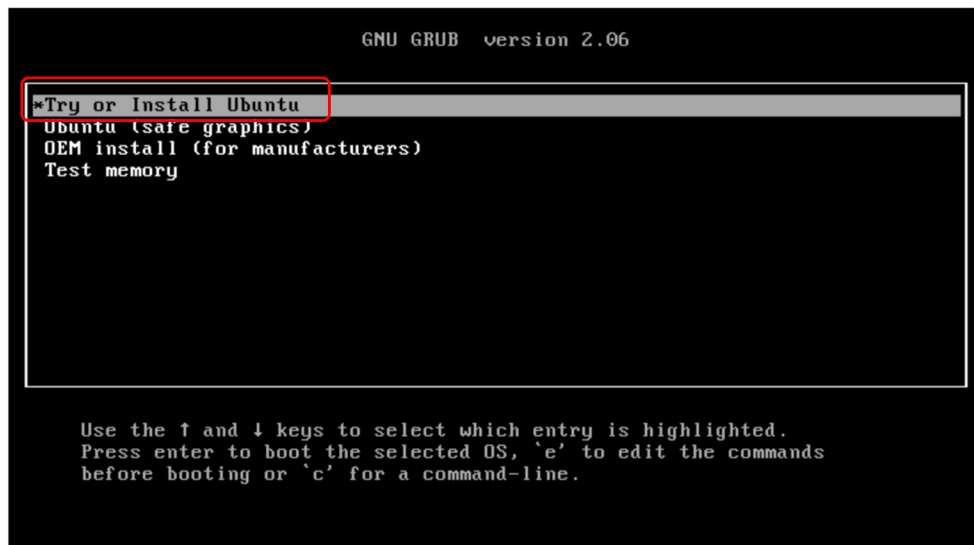 GNU GRUB version 2.06
*Try or Install Ubuntu
Ubuntu (safe graphics)
OEM install (for manufacturers)
Test memory
Use the ↑ and ↓ keys to select which entry is highlighted.
Press enter to boot the selected OS, `e' to edit the commands
before booting or `c' for a command-line.